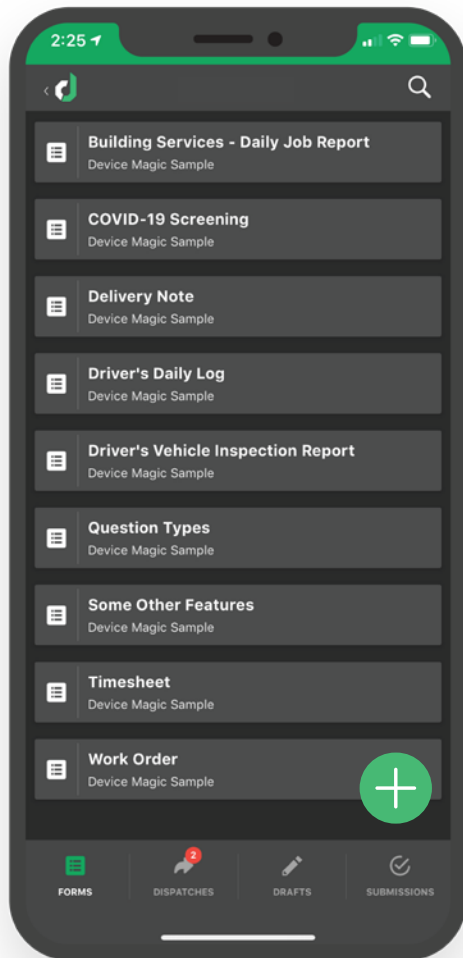 2:25
Building Services - Daily Job Report
Device Magic Sample
COVID-19 Screening
Device Magic Sample
Delivery Note
Device Magic Sample
Driver's Daily Log
Device Magic Sample
Driver's Vehicle Inspection Report
Device Magic Sample
Question Types
Device Magic Sample
Some Other Features
Device Magic Sample
Timesheet
Device Magic Sample
Work Order
Device Magic Sample
2
FORMS DISPATCHES DRAFTS SUBMISSIONS